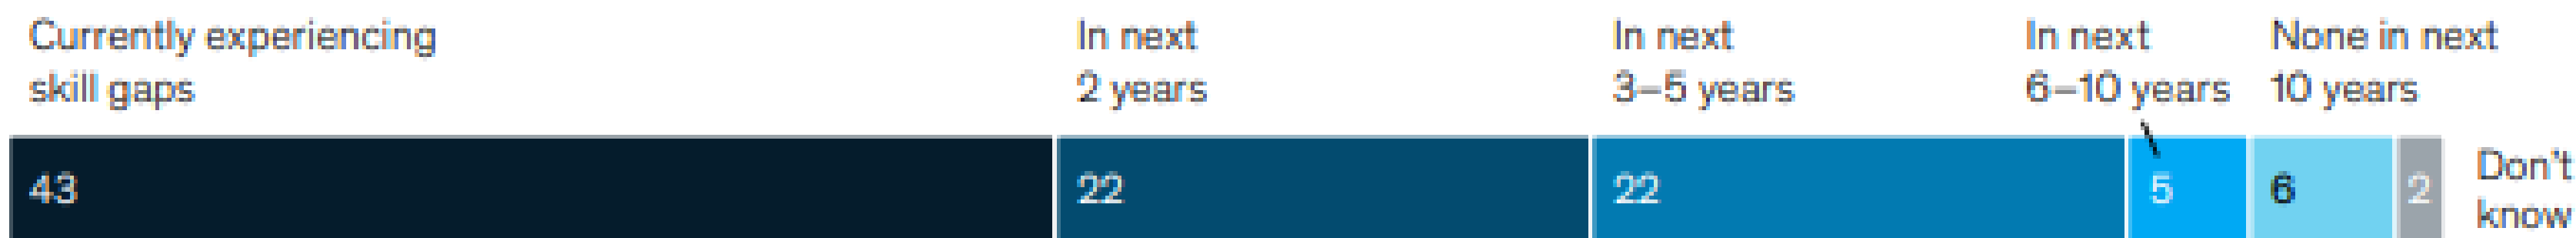 Currently experiencing
skill gaps
In next
2 years
In next
3–5 years
In next
6–10 years
None in next
10 years
43
22
22
5
6
2
Don't
know